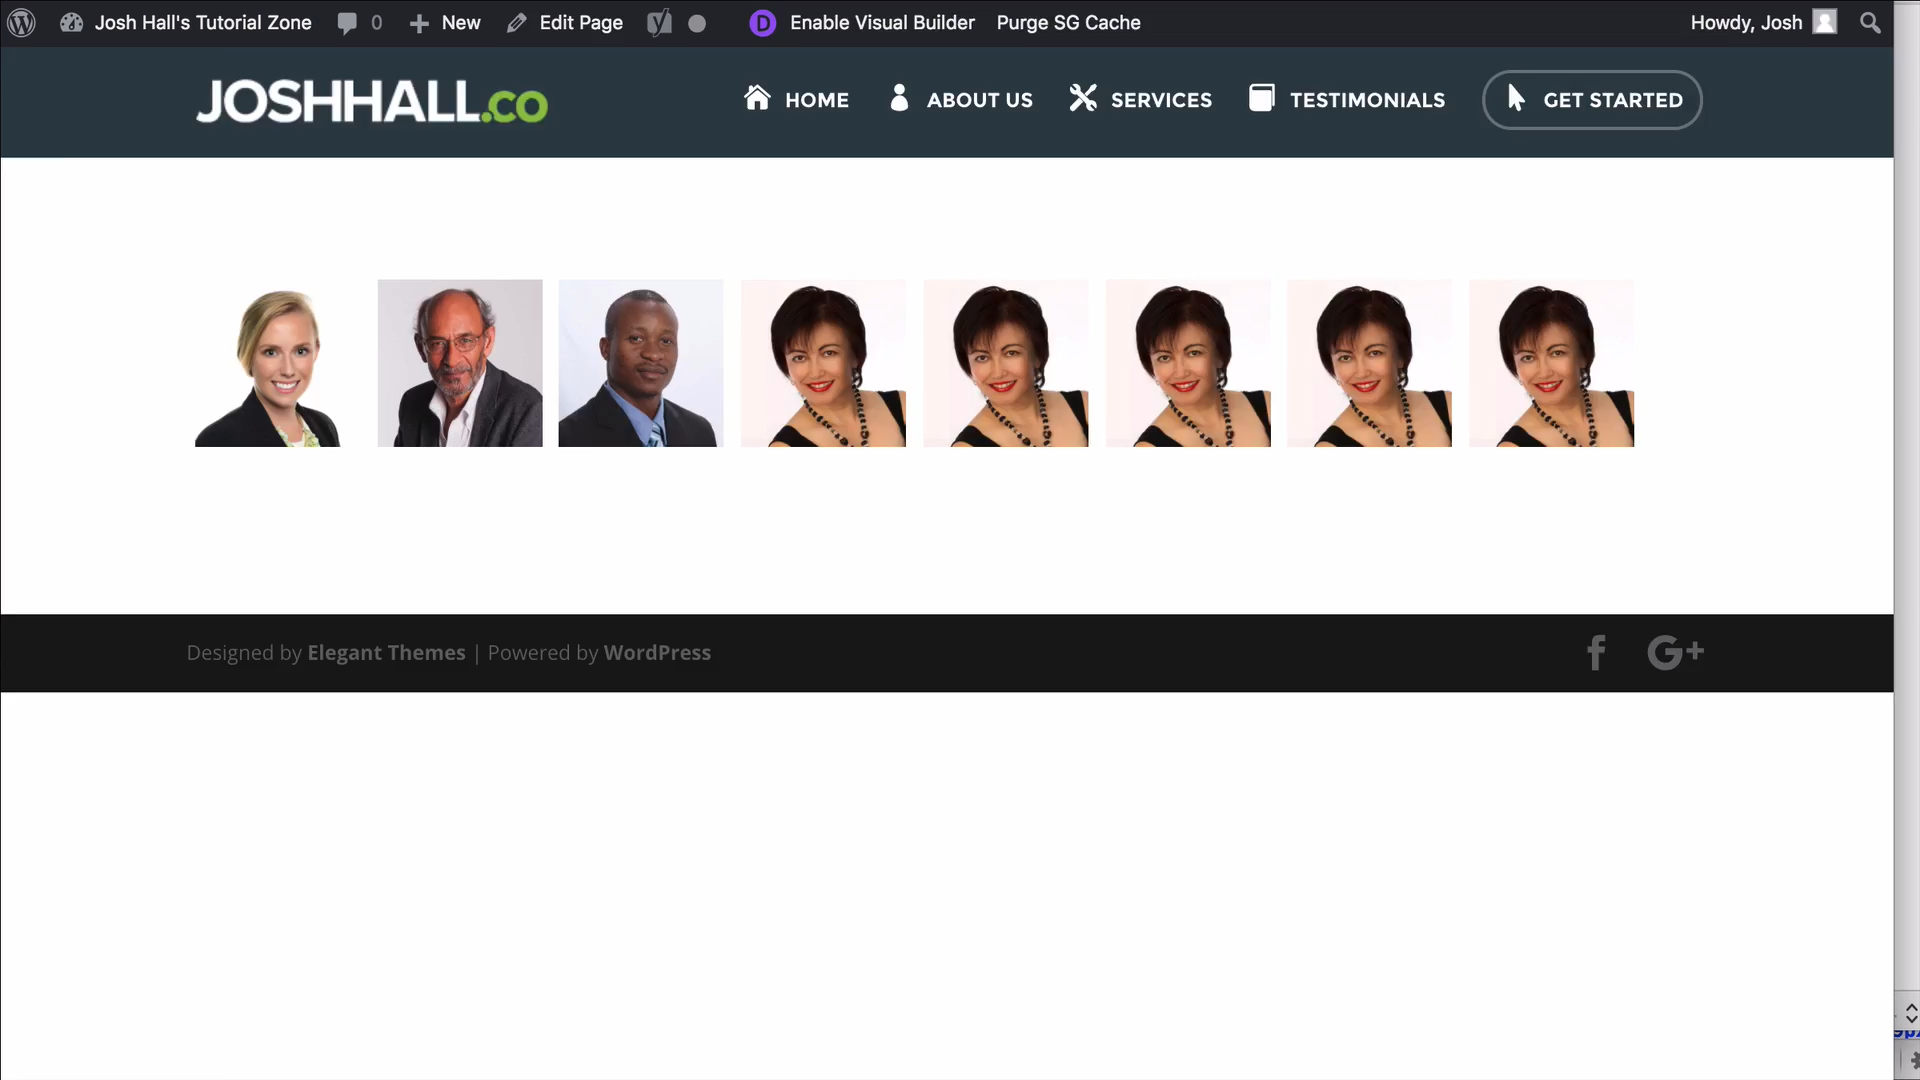 Josh Hall's Tutorial Zone 0 New Edit Page Enable Visual Builder Purge SG Cache Howdy, Josh
JOSHHALL.CO HOME ABOUT US SERVICES TESTIMONIALS GET STARTED
Designed by Elegant Themes | Powered by WordPress